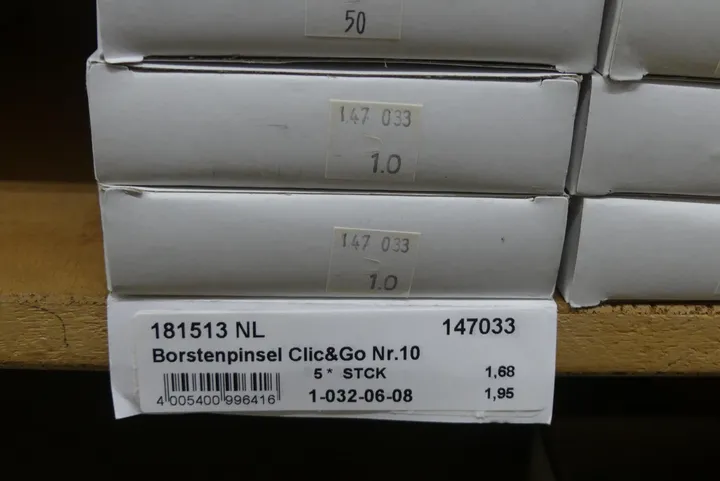 50
147 033
1.0
147 033
1.0
181513 NL 147033
Borstenpinsel Clic&Go Nr.10
5 * STCK 1,68
4 005400 996416 1-032-06-08 1,95